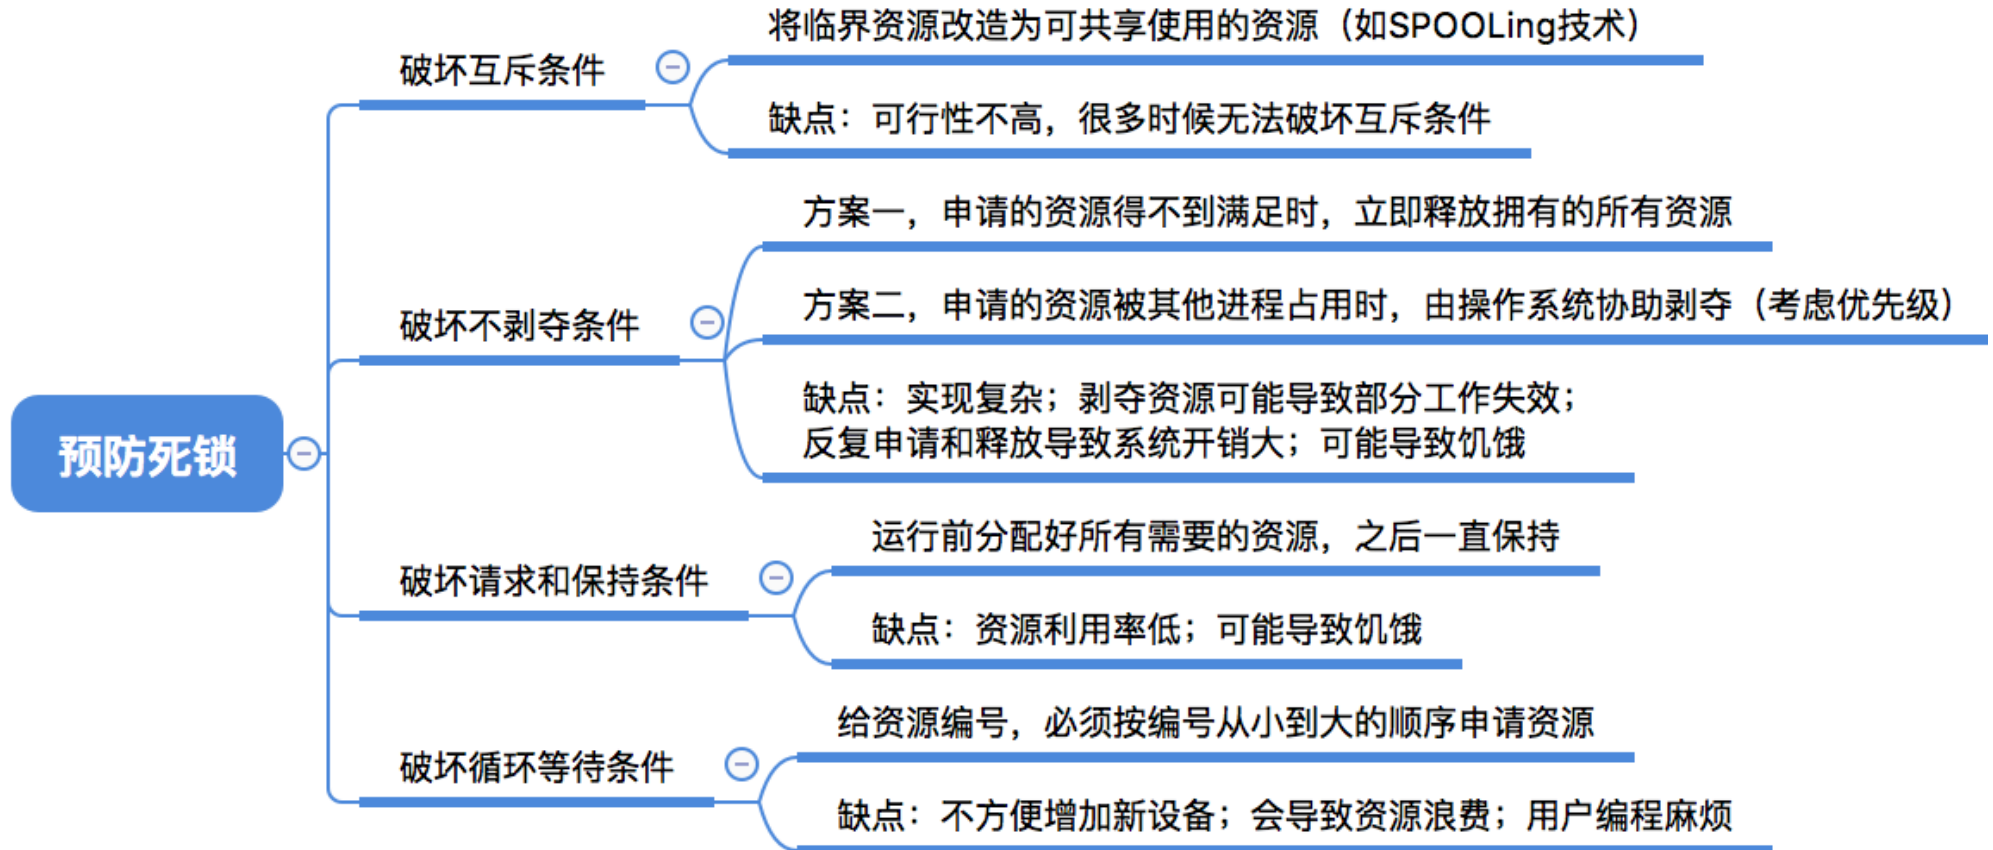 预防死锁
破坏互斥条件
将临界资源改造为可共享使用的资源（如SPOOLing技术）
缺点：可行性不高，很多时候无法破坏互斥条件
破坏不剥夺条件
方案一，申请的资源得不到满足时，立即释放拥有的所有资源
方案二，申请的资源被其他进程占用时，由操作系统协助剥夺（考虑优先级）
缺点：实现复杂；剥夺资源可能导致部分工作失效；
反复申请和释放导致系统开销大；可能导致饥饿
破坏请求和保持条件
运行前分配好所有需要的资源，之后一直保持
缺点：资源利用率低；可能导致饥饿
破坏循环等待条件
给资源编号，必须按编号从小到大的顺序申请资源
缺点：不方便增加新设备；会导致资源浪费；用户编程麻烦